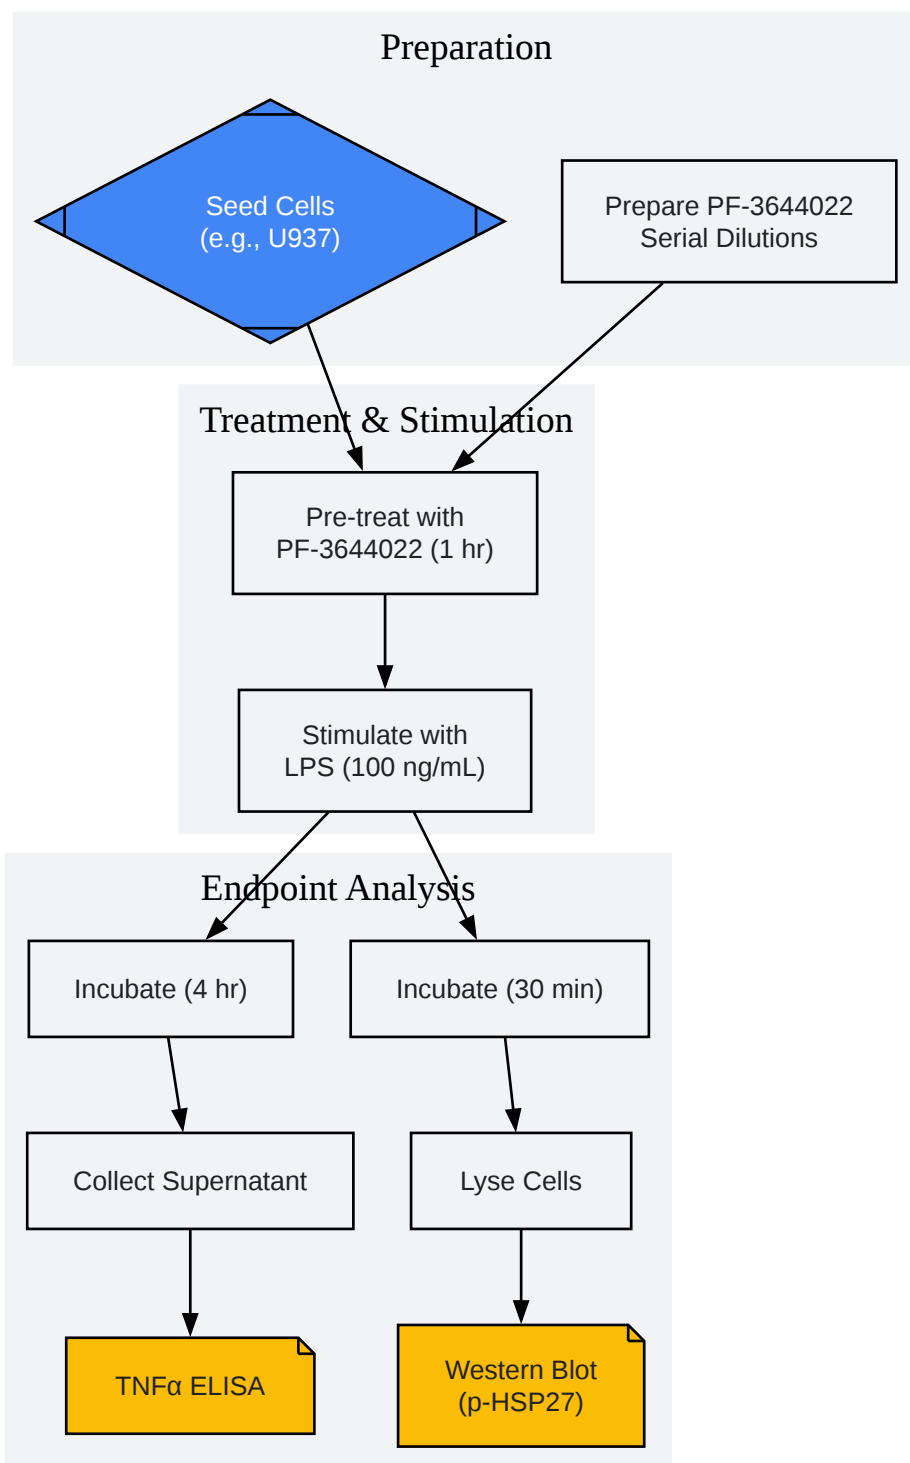 Preparation
Seed Cells
(e.g., U937)
Prepare PF-3644022
Serial Dilutions
Treatment & Stimulation
Pre-treat with
PF-3644022 (1 hr)
Stimulate with
LPS (100 ng/mL)
Endpoint Analysis
Incubate (4 hr)
Incubate (30 min)
Collect Supernatant
Lyse Cells
TNFα ELISA
Western Blot
(p-HSP27)